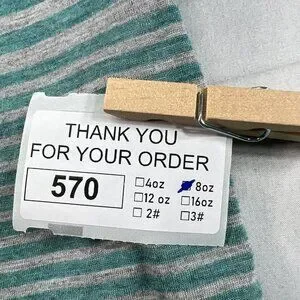 THANK YOU
FOR YOUR ORDER
570
4oz 8oz
12 oz 16oz
2# 3#